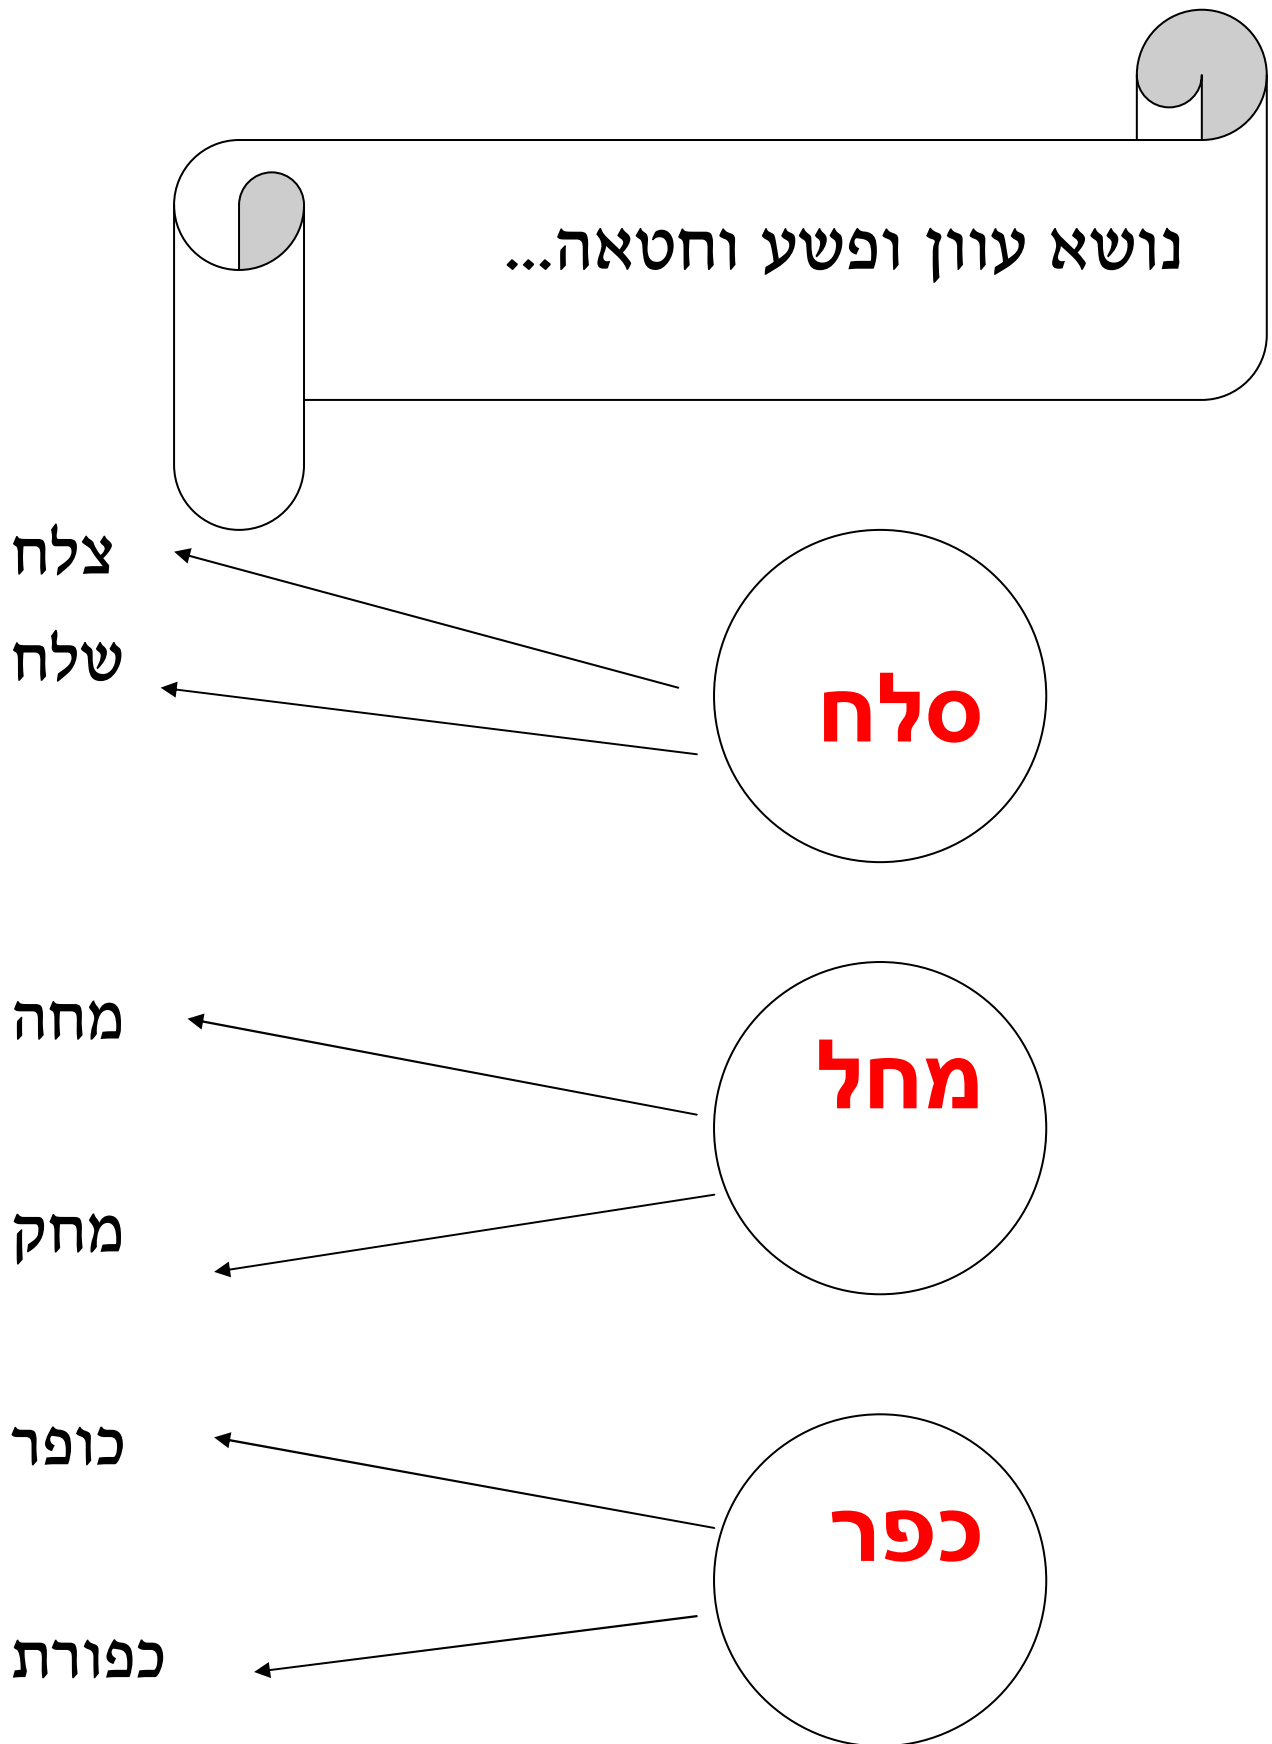 נושא עוון ופשע וחטאה...
צלח
שלח
סלח
מחה
מחל
מחק
כופר
כפר
כפורת